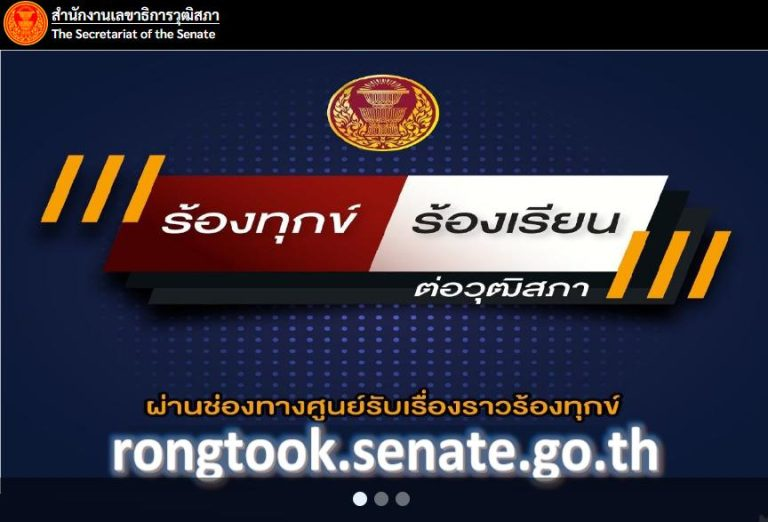 สำนักงานเลขาธิการวุฒิสภา
The Secretariat of the Senate
ร้องทุกข์ ร้องเรียน
ต่อวุฒิสภา
ผ่านช่องทางศูนย์รับเรื่องราวร้องทุกข์
rongtook.senate.go.th